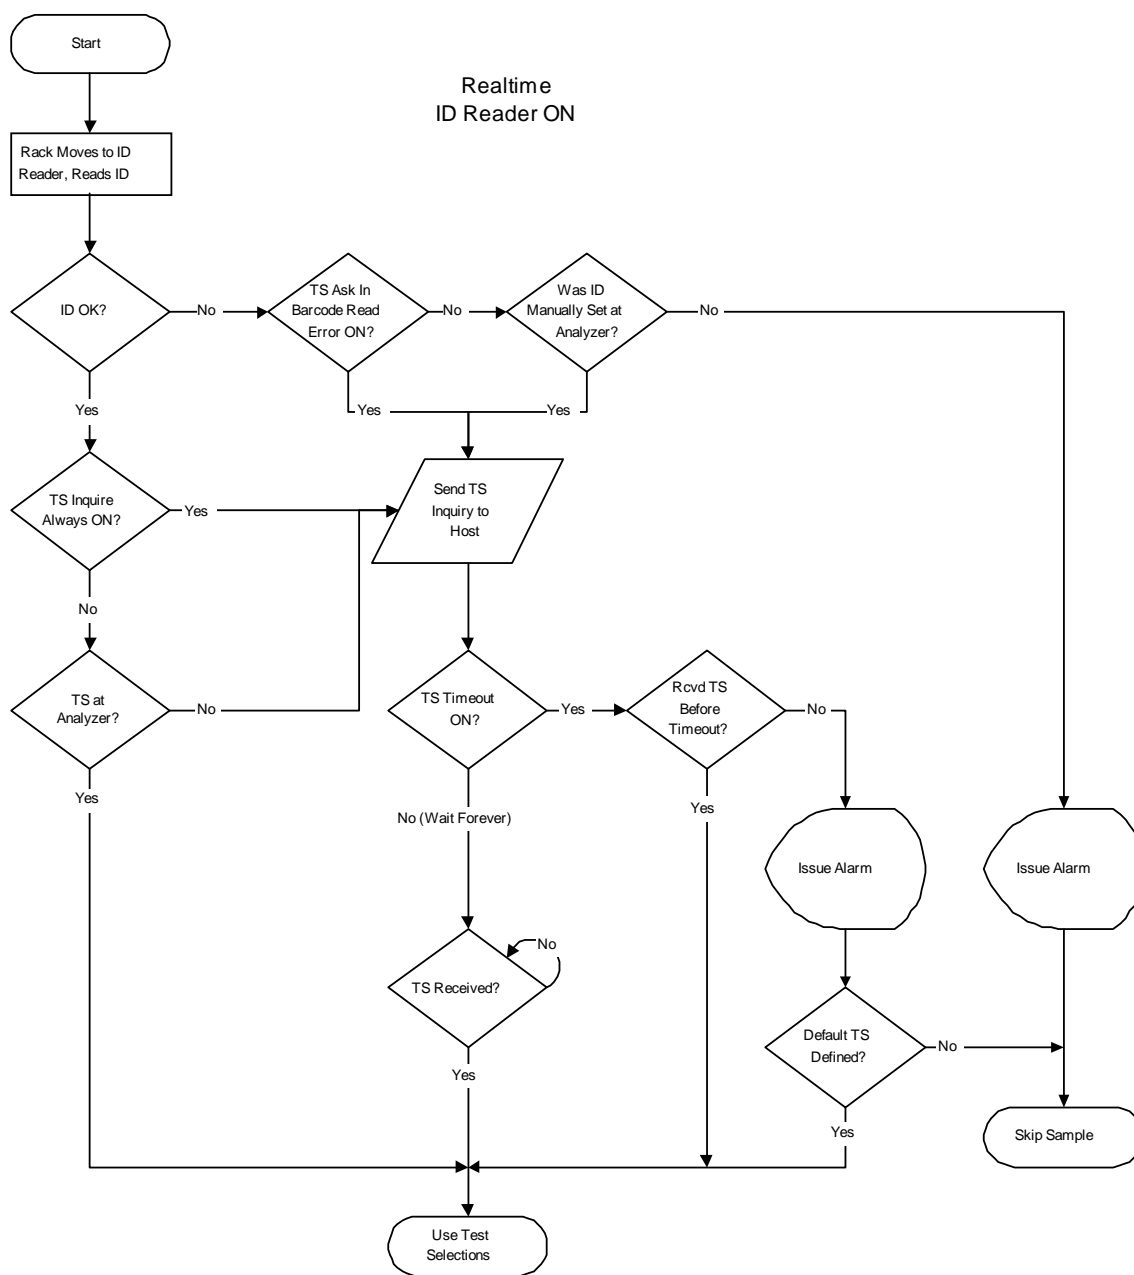 Start
Realtime
ID Reader ON
Rack Moves to ID
Reader, Reads ID
ID OK?
No
TS Ask In
Barcode Read
Error ON?
No
Was ID
Manually Set at
Analyzer?
No
Yes
Yes
Yes
TS Inquire
Always ON?
Yes
Send TS
Inquiry to
Host
No
TS at
Analyzer?
No
TS Timeout
ON?
Yes
Rcvd TS
Before
Timeout?
No
Yes
No (Wait Forever)
Yes
Issue Alarm
Issue Alarm
No
TS Received?
Default TS
Defined?
No
Yes
Yes
Skip Sample
Use Test
Selections